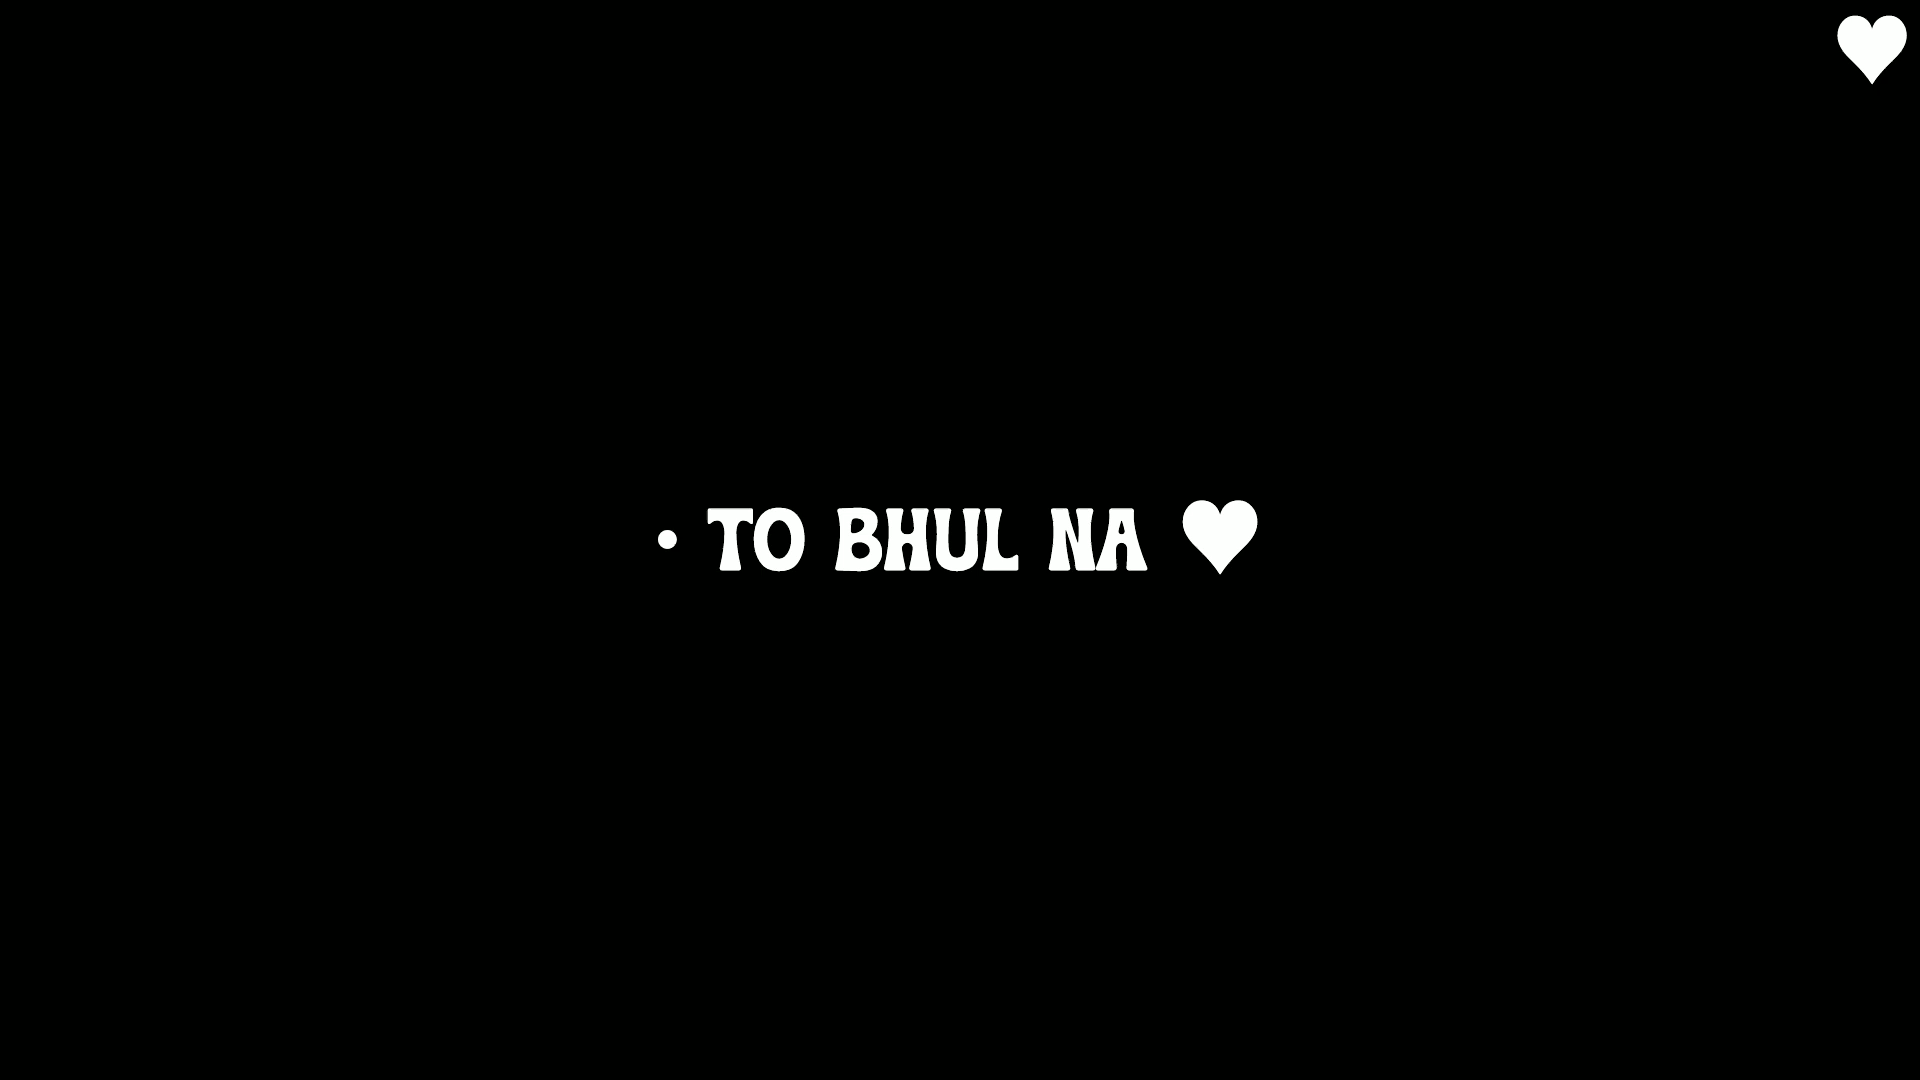 • TO BHUL NA ♥